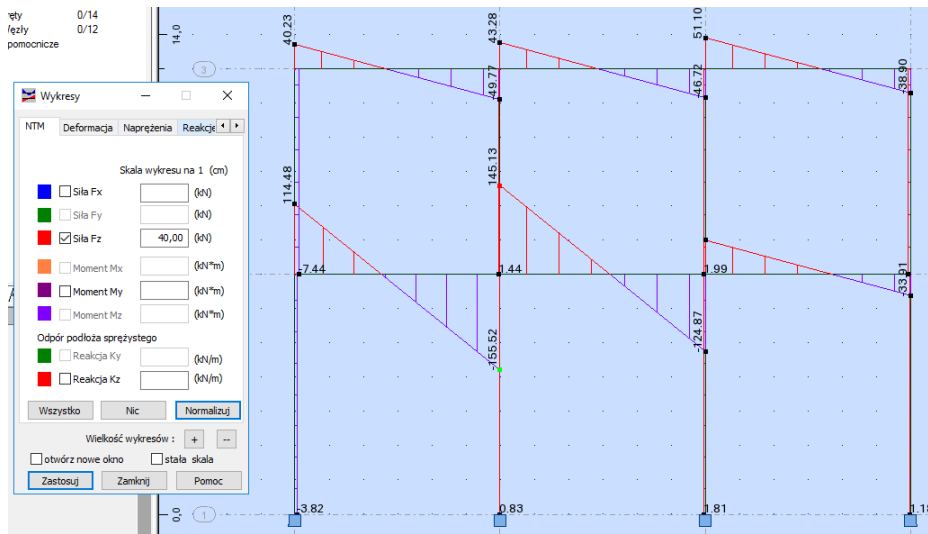 ręty 0/14
ęzły 0/12
pomocnicze
Wykresy
NTM Deformacja Naprężenia Reakcje
Skala wykresu na 1 (cm)
Siła Fx (kN)
Siła Fy (kN)
Siła Fz 40,00 (kN)
Moment Mx (kN*m)
Moment My (kN*m)
Moment Mz (kN*m)
Odpór podłoża sprężystego
Reakcja Ky (kN/m)
Reakcja Kz (kN/m)
Wszystko Nic Normalizuj
Wielkość wykresów : + --
otwórz nowe okno stała skala
Zastosuj Zamknij Pomoc
14,0
3
40.23
43.28
-49.77
51.10
-46.72
-38.90
114.48
145.13
-7.44
1.44
1.99
-33.91
-155.52
-124.87
0,0
1
-3.82
0.83
1.81
1.18